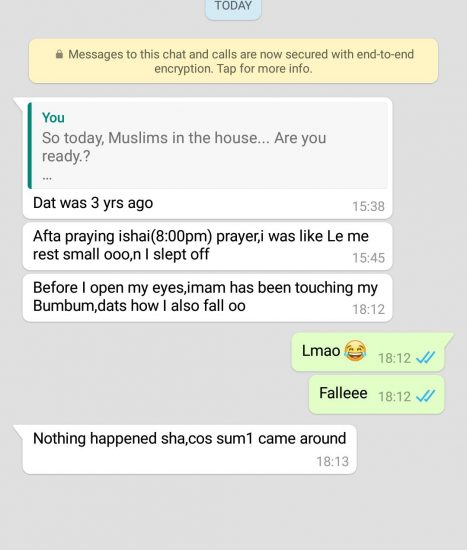 TODAY
Messages to this chat and calls are now secured with end-to-end
encryption. Tap for more info.
You
So today, Muslims in the house... Are you
ready.?
...
Dat was 3 yrs ago
15:38
Afta praying ishai(8:00pm) prayer,i was like Le me
rest small ooo,n I slept off
15:45
Before I open my eyes,imam has been touching my
Bumbum,dats how I also fall oo
18:12
Lmao 😂 18:12
Falleee 18:12
Nothing happened sha,cos sum1 came around
18:13